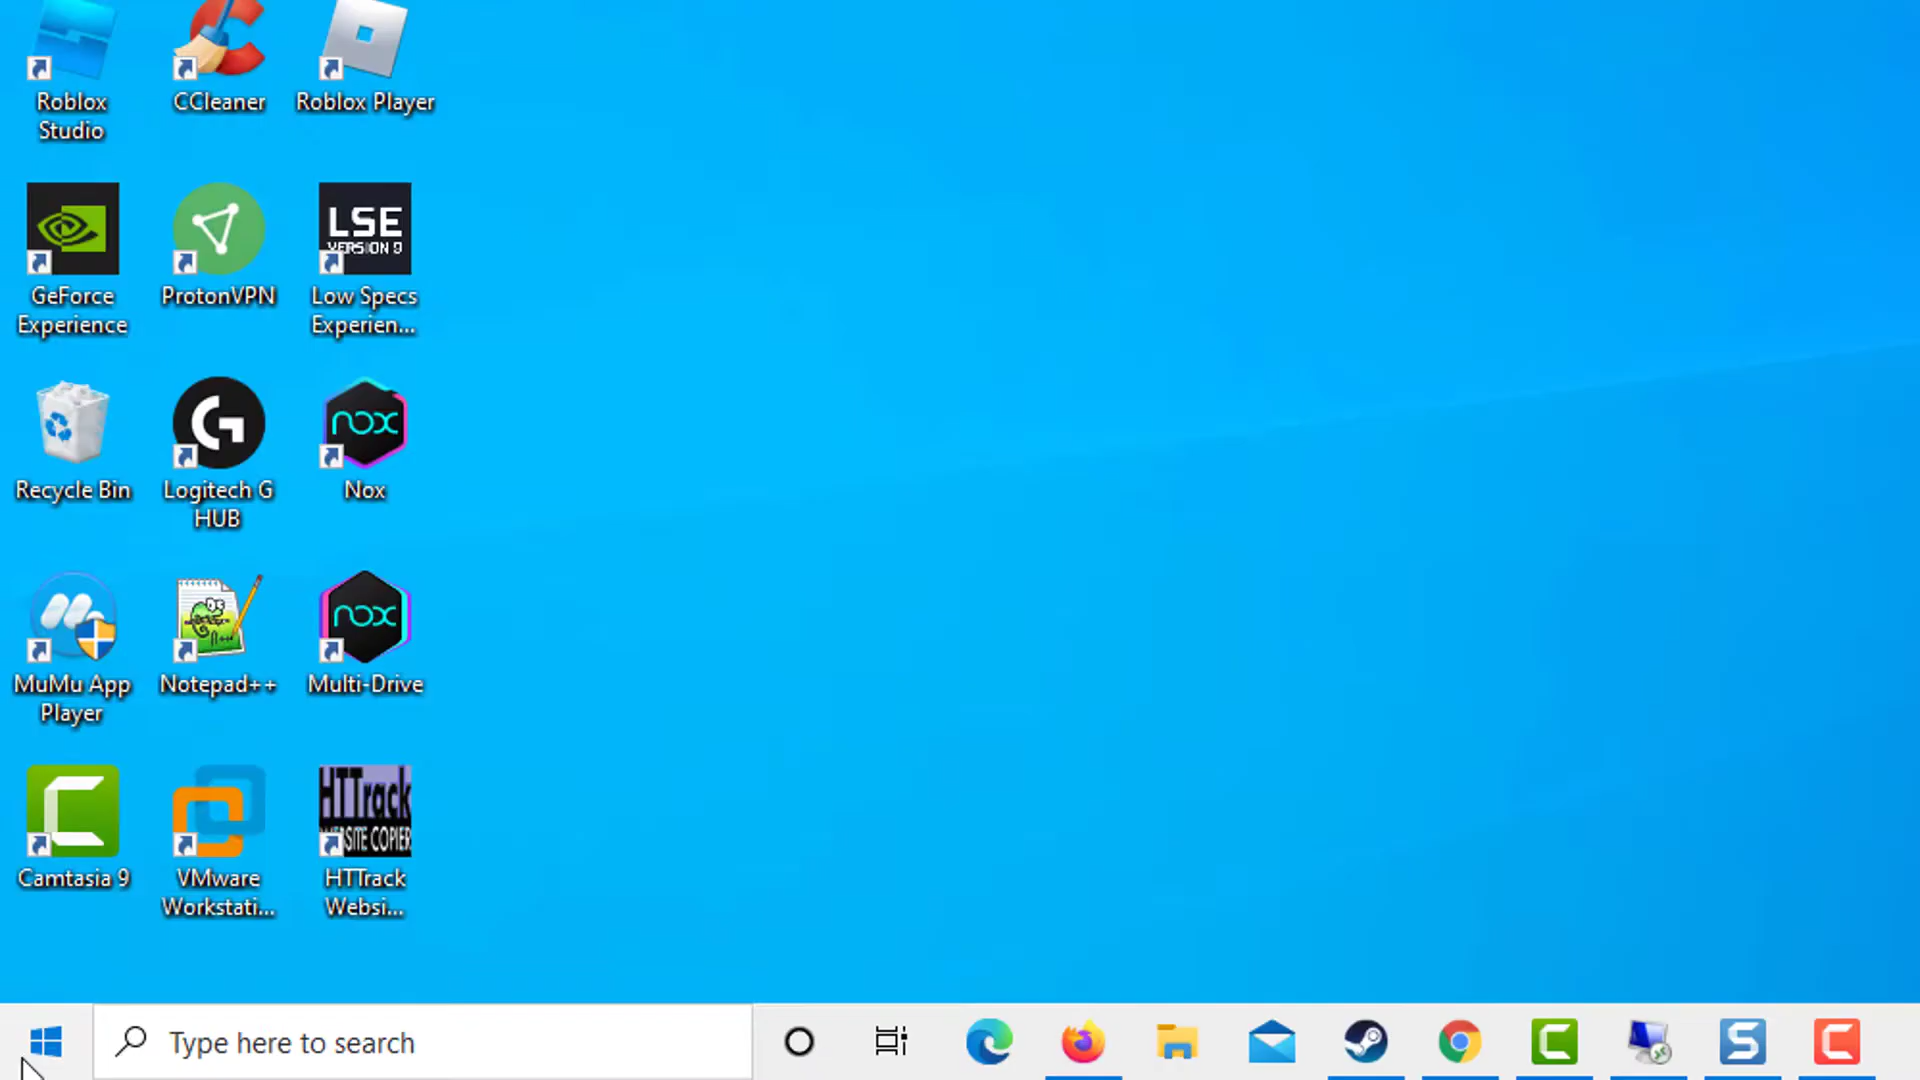 Roblox
Studio
CCleaner
Roblox Player
GeForce
Experience
ProtonVPN
LSE
VERSION 9
Low Specs
Experien...
Recycle Bin
Logitech G
HUB
nox
Nox
MuMu App
Player
Notepad++
nox
Multi-Drive
Camtasia 9
VMware
Workstati...
HTTrack
WEBSITE COPIER
HTTrack
Websi...
Type here to search